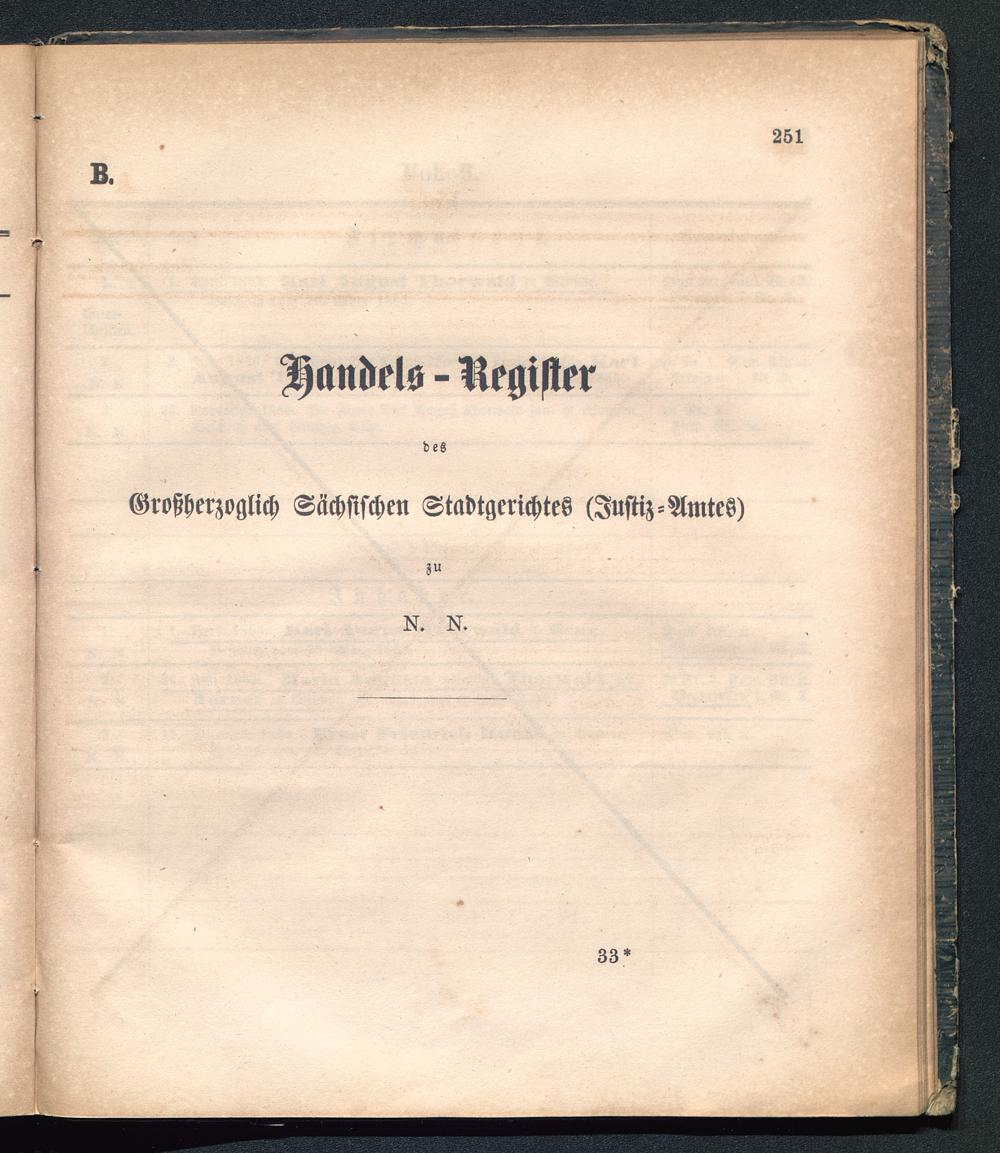 251
B.
Handels - Register
des
Großherzoglich Sächsischen Stadtgerichtes (Justiz-Amtes)
zu
N. N.
33*